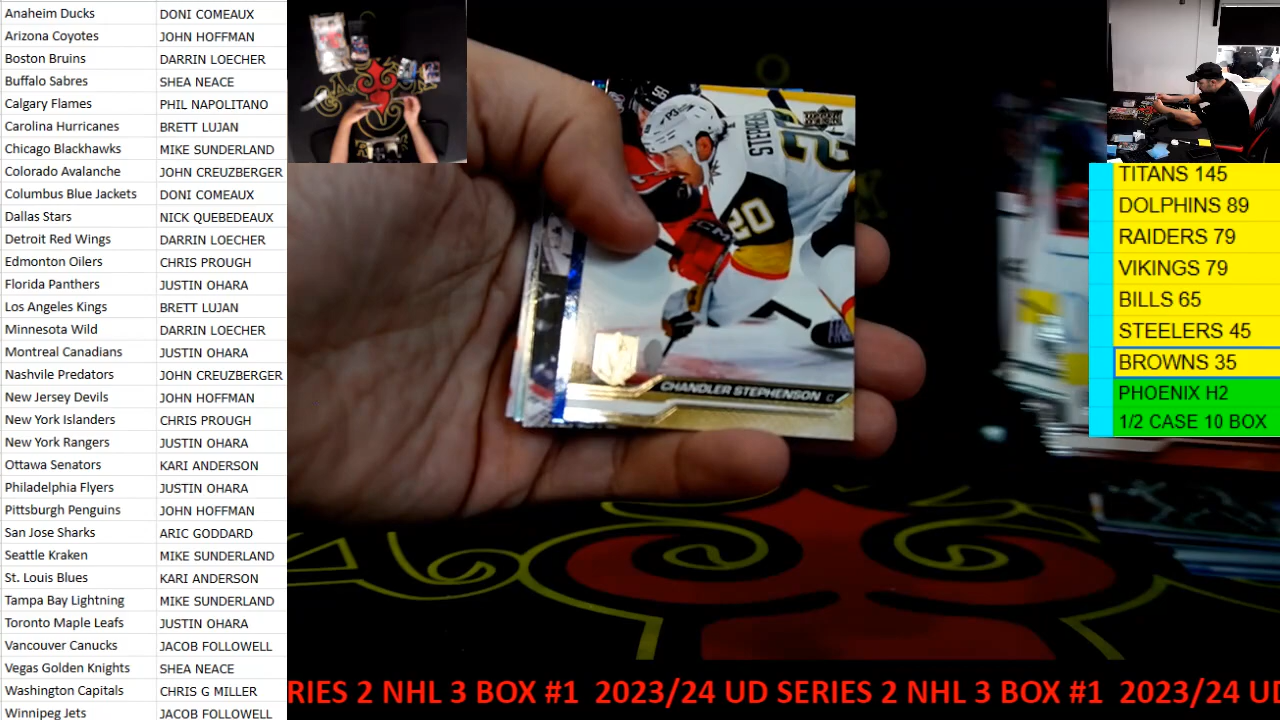 Anaheim Ducks DONI COMEAUX
Arizona Coyotes JOHN HOFFMAN
Boston Bruins DARRIN LOECHER
Buffalo Sabres SHEA NEACE
Calgary Flames PHIL NAPOLITANO
Carolina Hurricanes BRETT LUJAN
Chicago Blackhawks MIKE SUNDERLAND
Colorado Avalanche JOHN CREUZBERGER
Columbus Blue Jackets DONI COMEAUX
Dallas Stars NICK QUEBEDEAUX
Detroit Red Wings DARRIN LOECHER
Edmonton Oilers CHRIS PROUGH
Florida Panthers JUSTIN OHARA
Los Angeles Kings BRETT LUJAN
Minnesota Wild DARRIN LOECHER
Montreal Canadians JUSTIN OHARA
Nashvile Predators JOHN CREUZBERGER
New Jersey Devils JOHN HOFFMAN
New York Islanders CHRIS PROUGH
New York Rangers JUSTIN OHARA
Ottawa Senators KARI ANDERSON
Philadelphia Flyers JUSTIN OHARA
Pittsburgh Penguins JOHN HOFFMAN
San Jose Sharks ARIC GODDARD
Seattle Kraken MIKE SUNDERLAND
St. Louis Blues KARI ANDERSON
Tampa Bay Lightning MIKE SUNDERLAND
Toronto Maple Leafs JUSTIN OHARA
Vancouver Canucks JACOB FOLLOWELL
Vegas Golden Knights SHEA NEACE
Washington Capitals CHRIS G MILLER
Winnipeg Jets JACOB FOLLOWELL
20
CHANDLER STEPHENSON C
TITANS 145
DOLPHINS 89
RAIDERS 79
VIKINGS 79
BILLS 65
STEELERS 45
BROWNS 35
PHOENIX H2
1/2 CASE 10 BOX
RIES 2 NHL 3 BOX #1 2023/24 UD SERIES 2 NHL 3 BOX #1 2023/24 UD